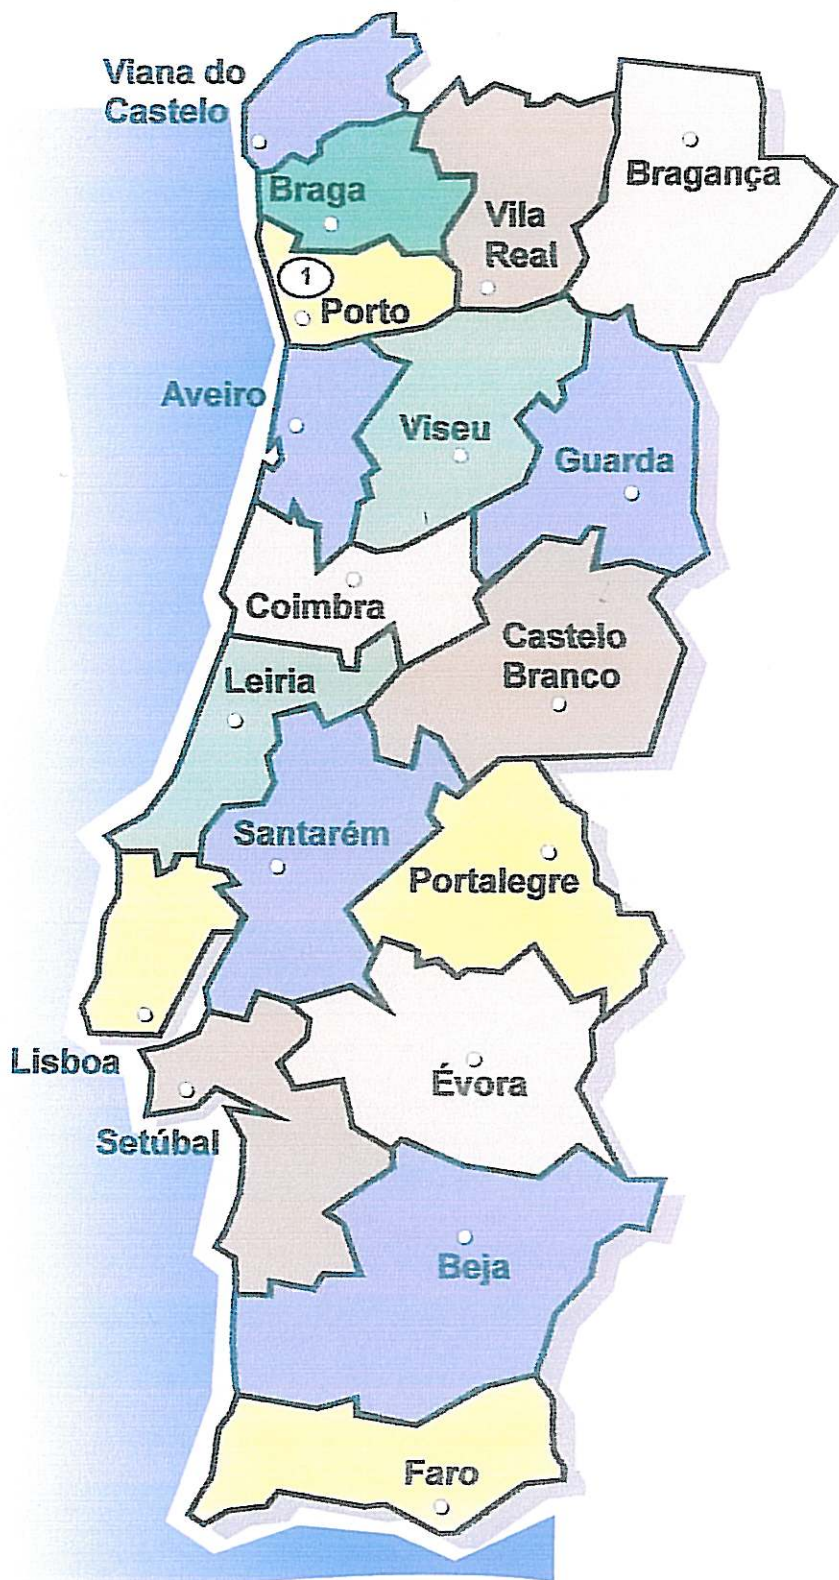 Viana do
Castelo
Braga
Vila
Real
Bragança
1
Porto
Aveiro
Viseu
Guarda
Coimbra
Castelo
Branco
Leiria
Santarém
Portalegre
Lisboa
Évora
Setúbal
Beja
Faro